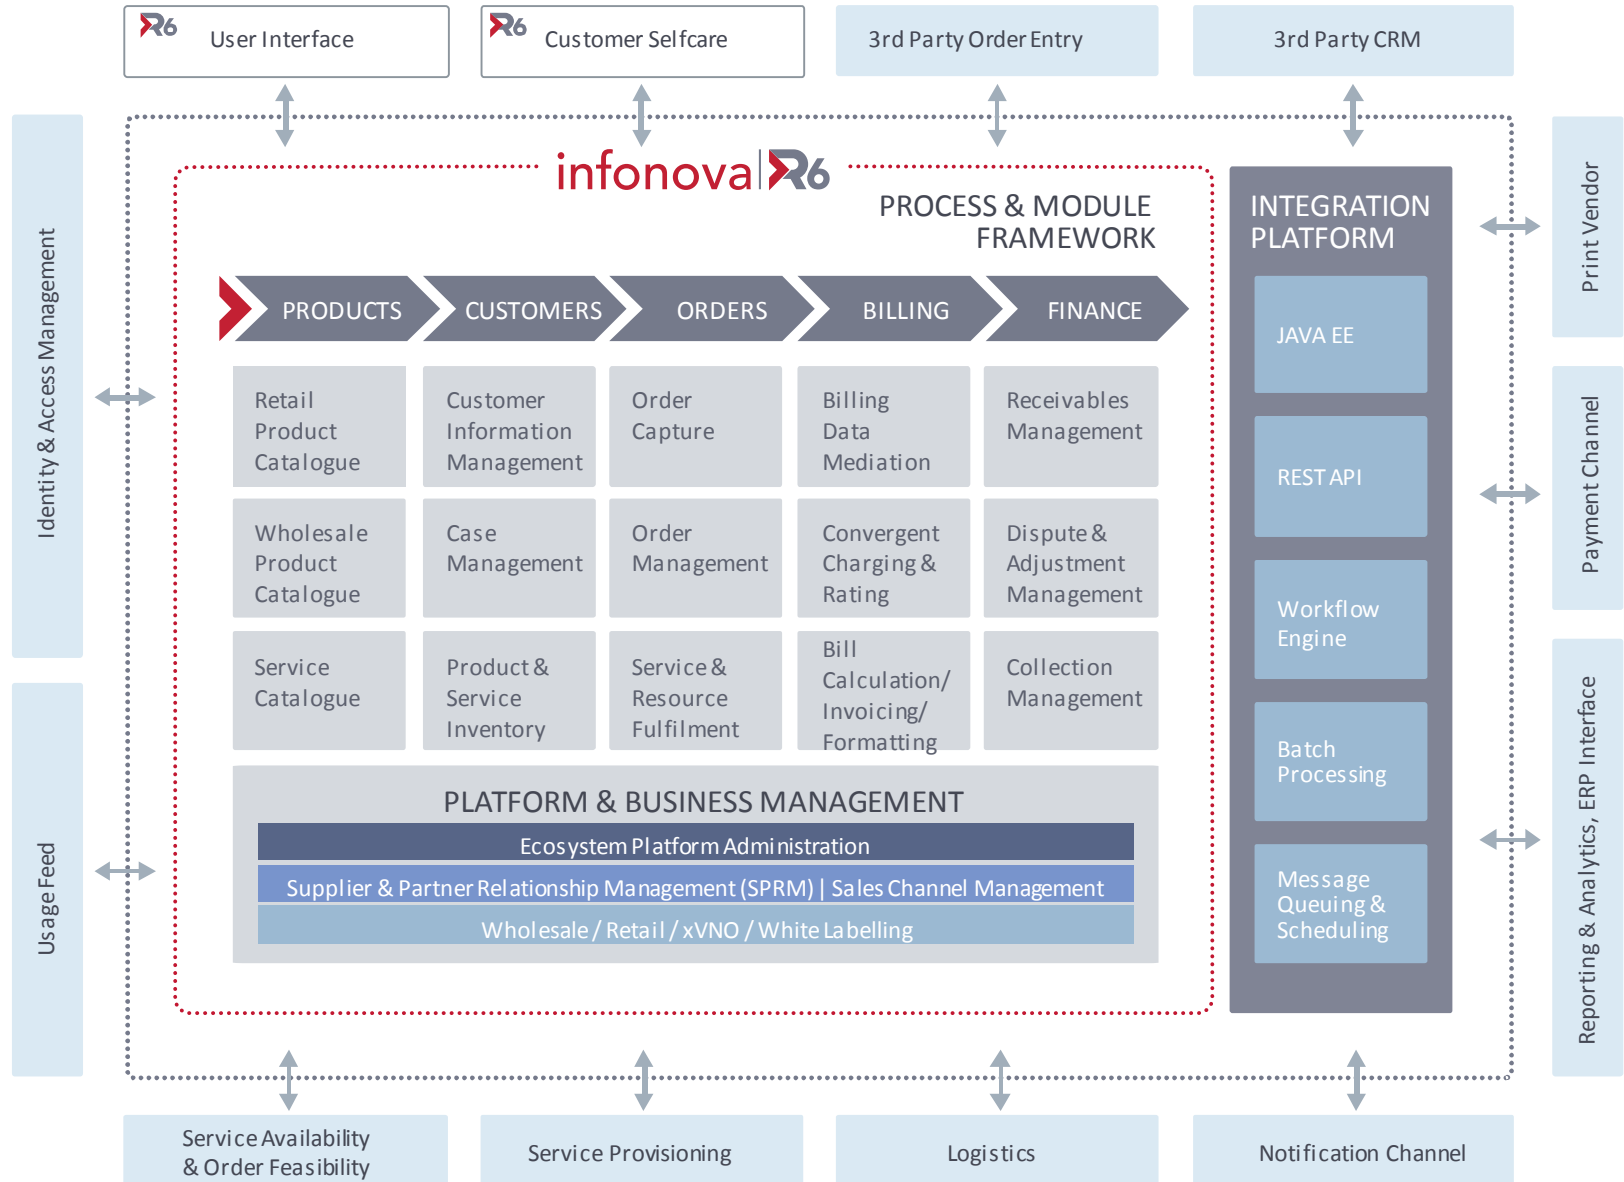 R6
User Interface
R6
Customer Selfcare
3rd Party Order Entry
3rd Party CRM
Identity & Access Management
Usage Feed
infonova R6
PROCESS & MODULE
FRAMEWORK
PRODUCTS
CUSTOMERS
ORDERS
BILLING
FINANCE
Retail
Product
Catalogue
Customer
Information
Management
Order
Capture
Billing
Data
Mediation
Receivables
Management
Wholesale
Product
Catalogue
Case
Management
Order
Management
Convergent
Charging &
Rating
Dispute &
Adjustment
Management
Service
Catalogue
Product &
Service
Inventory
Service &
Resource
Fulfilment
Bill
Calculation/
Invoicing/
Formatting
Collection
Management
PLATFORM & BUSINESS MANAGEMENT
Ecosystem Platform Administration
Supplier & Partner Relationship Management (SPRM) | Sales Channel Management
Wholesale / Retail / xVNO / White Labelling
INTEGRATION
PLATFORM
JAVA EE
REST API
Workflow
Engine
Batch
Processing
Message
Queuing &
Scheduling
Print Vendor
Payment Channel
Reporting & Analytics, ERP Interface
Service Availability
& Order Feasibility
Service Provisioning
Logistics
Notification Channel